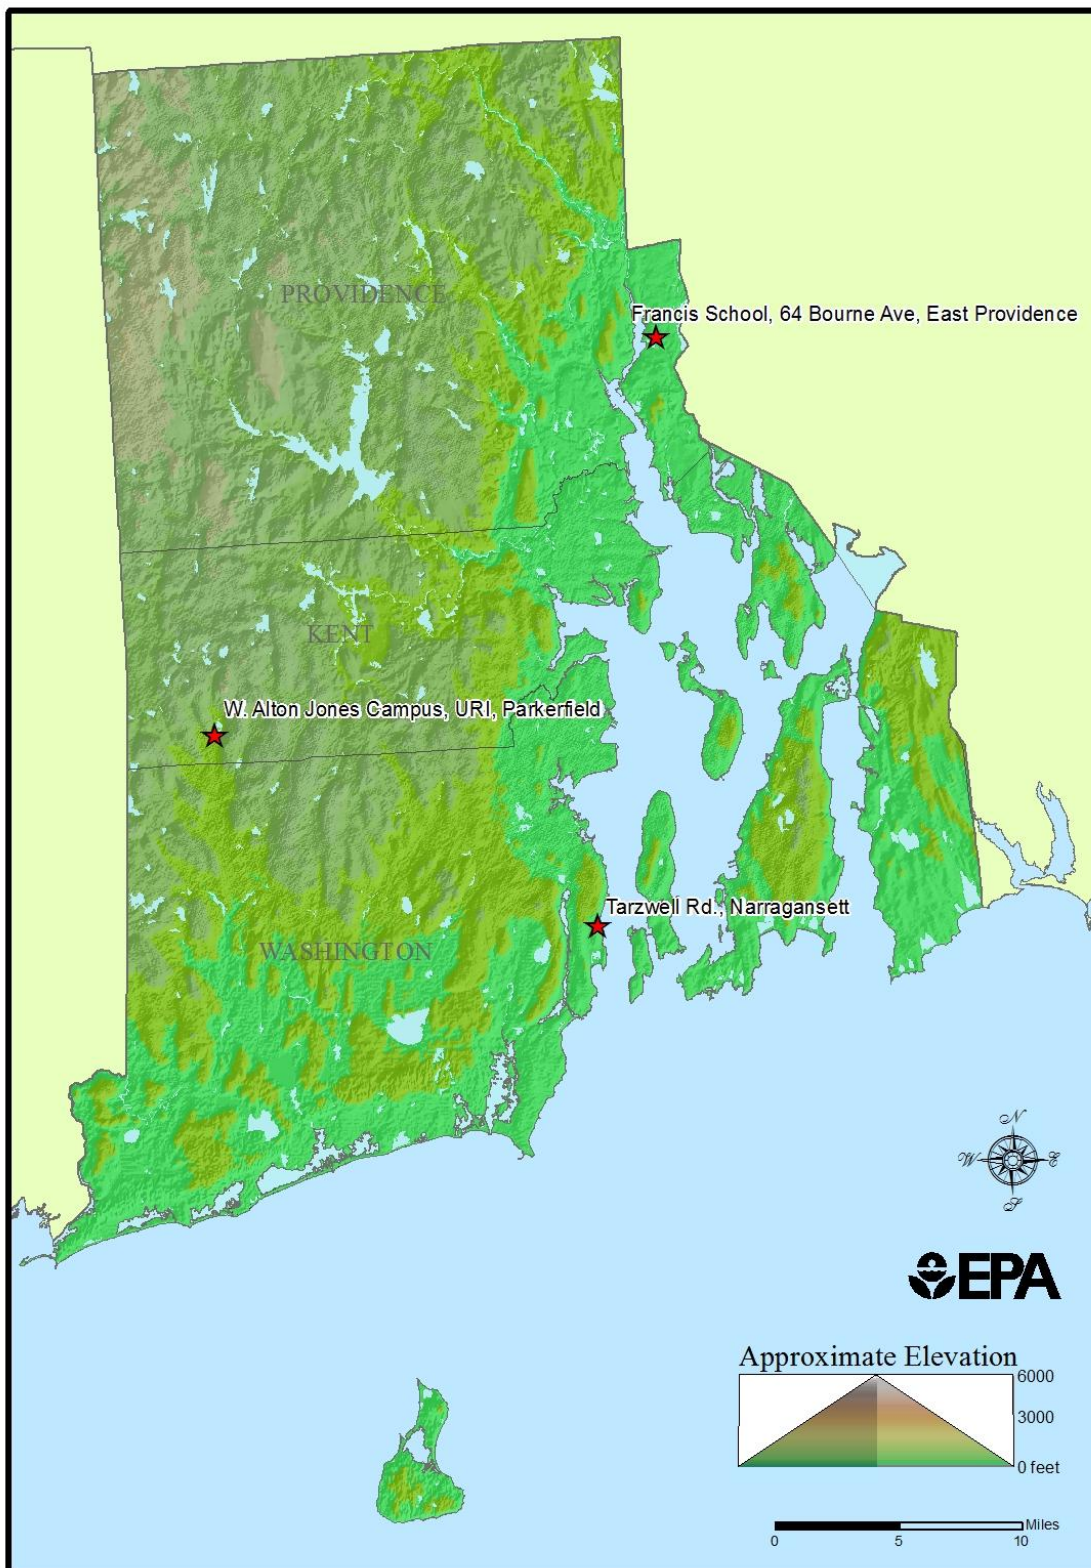 PROVIDENCE
Francis School, 64 Bourne Ave, East Providence
KENT
W. Alton Jones Campus, URI, Parkerfield
Tarzwell Rd., Narragansett
WASHINGTON
N
W E
S
EPA
Approximate Elevation
6000
3000
0 feet
Miles
0 5 10